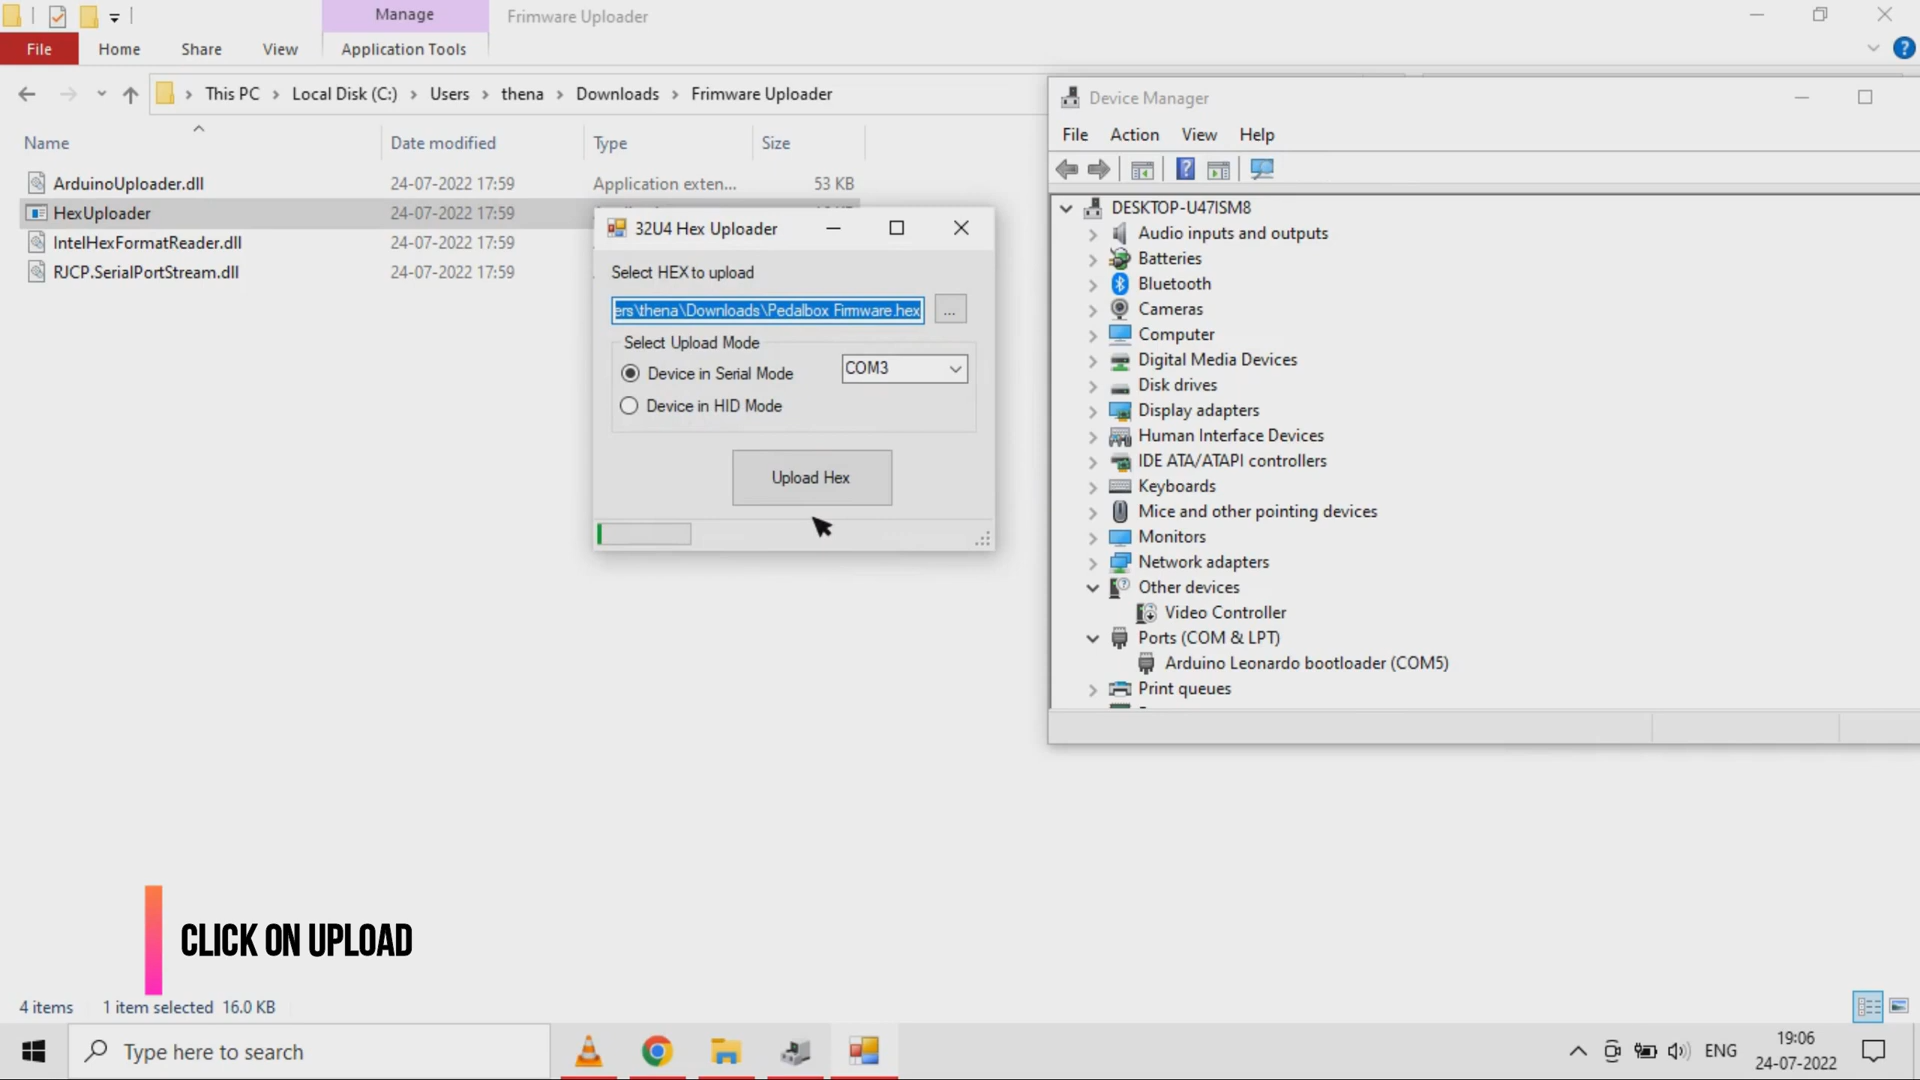 Manage
Frimware Uploader
File
Home
Share
View
Application Tools
This PC
Local Disk (C:)
Users
thena
Downloads
Frimware Uploader
Name
Date modified
Type
Size
ArduinoUploader.dll
24-07-2022 17:59
Application exten...
53 KB
HexUploader
24-07-2022 17:59
IntelHexFormatReader.dll
24-07-2022 17:59
RJCP.SerialPortStream.dll
24-07-2022 17:59
32U4 Hex Uploader
Select HEX to upload
ers\thena\Downloads\Pedalbox Firmware.hex
...
Select Upload Mode
Device in Serial Mode
COM3
Device in HID Mode
Upload Hex
Device Manager
File
Action
View
Help
DESKTOP-U47ISM8
Audio inputs and outputs
Batteries
Bluetooth
Cameras
Computer
Digital Media Devices
Disk drives
Display adapters
Human Interface Devices
IDE ATA/ATAPI controllers
Keyboards
Mice and other pointing devices
Monitors
Network adapters
Other devices
Video Controller
Ports (COM & LPT)
Arduino Leonardo bootloader (COM5)
Print queues
CLICK ON UPLOAD
4 items
1 item selected 16.0 KB
Type here to search
ENG
19:06
24-07-2022